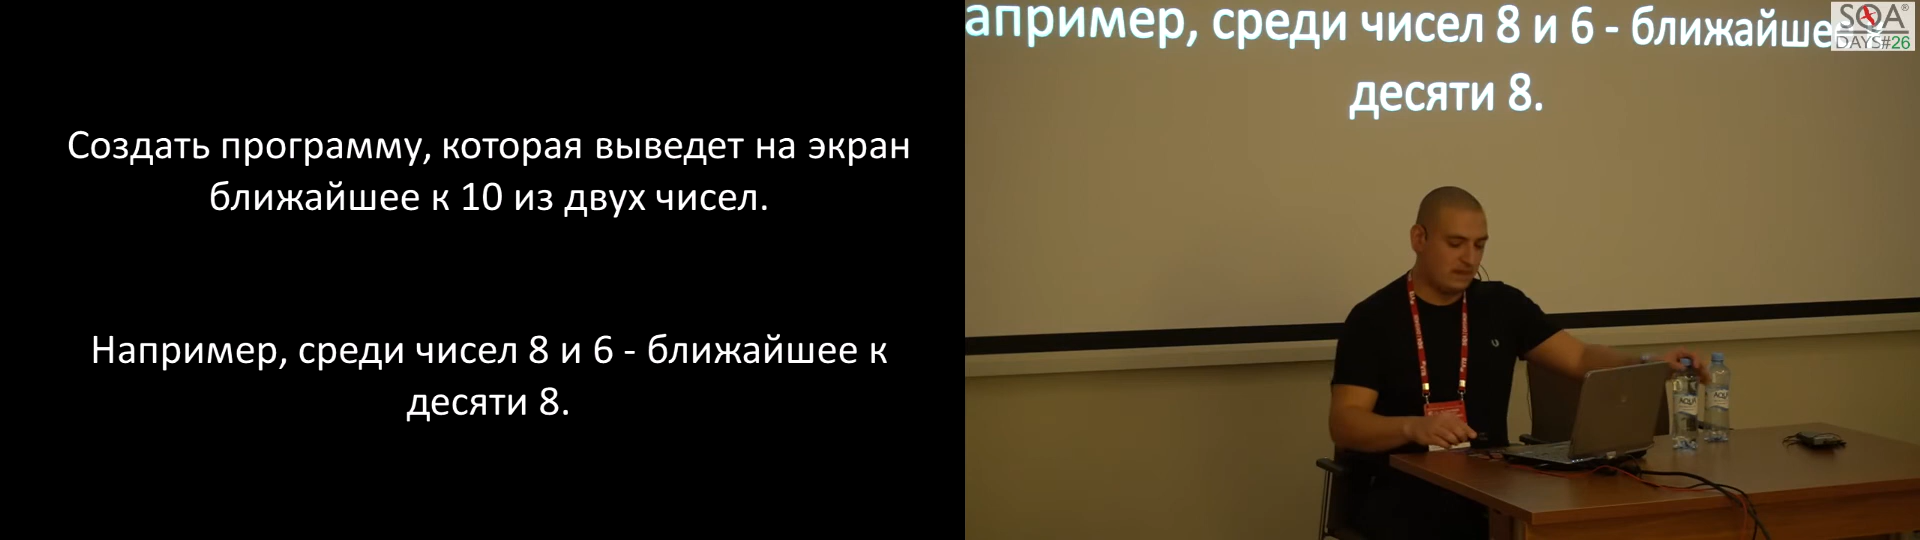 Создать программу, которая выведет на экран
ближайшее к 10 из двух чисел.
Например, среди чисел 8 и 6 - ближайшее к
десяти 8.
апример, среди чисел 8 и 6 - ближайше
десяти 8.
SQA®
DAYS#26
AQUA